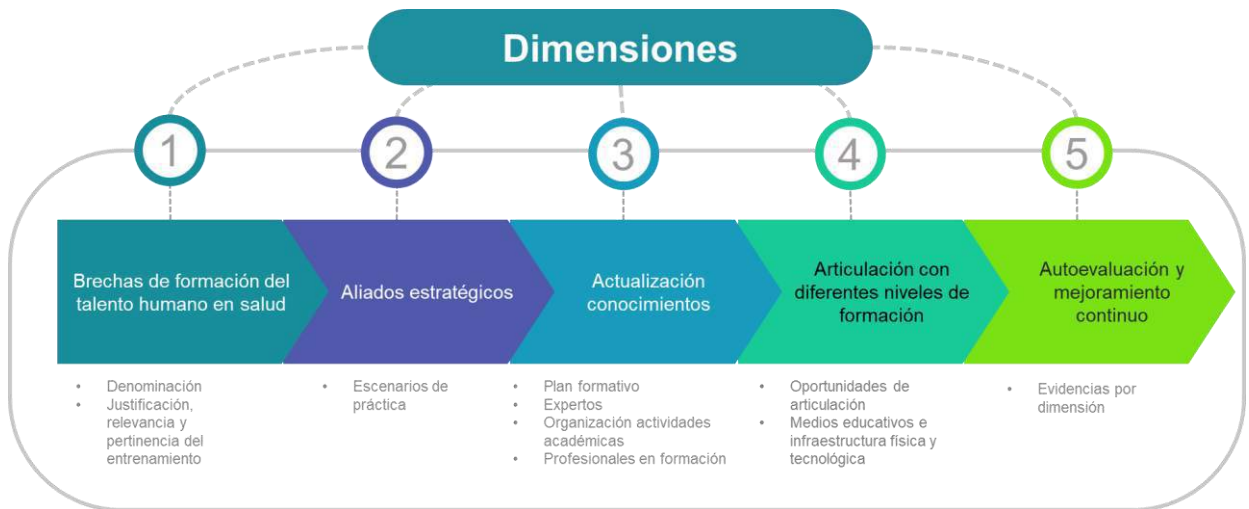 Dimensiones
1
2
3
4
5
Brechas de formación del
talento humano en salud
Aliados estratégicos
Actualización
conocimientos
Articulación con
diferentes niveles de
formación
Autoevaluación y
mejoramiento
continuo
• Denominación
• Justificación,
relevancia y
pertinencia del
entrenamiento
• Escenarios de
práctica
• Plan formativo
• Expertos
• Organización actividades
académicas
• Profesionales en formación
• Oportunidades de
articulación
• Medios educativos e
infraestructura física y
tecnológica
• Evidencias por
dimensión